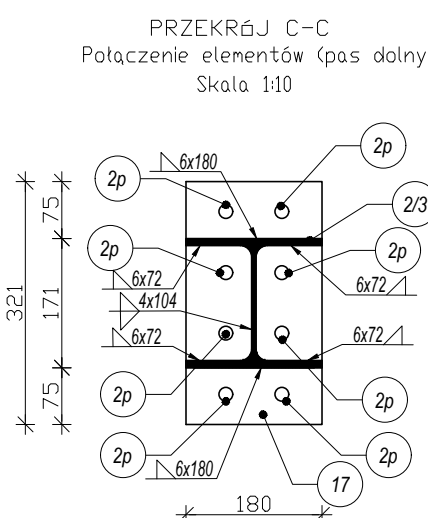 PRZEKRÓJ C-C
Połączenie elementów (pas dolny
Skala 1:10
6x180
2p
2p
2/3
75
2p
2p
6x72
6x72
4x104
321
171
6x72
6x72
2p
2p
75
2p
2p
6x180
17
180